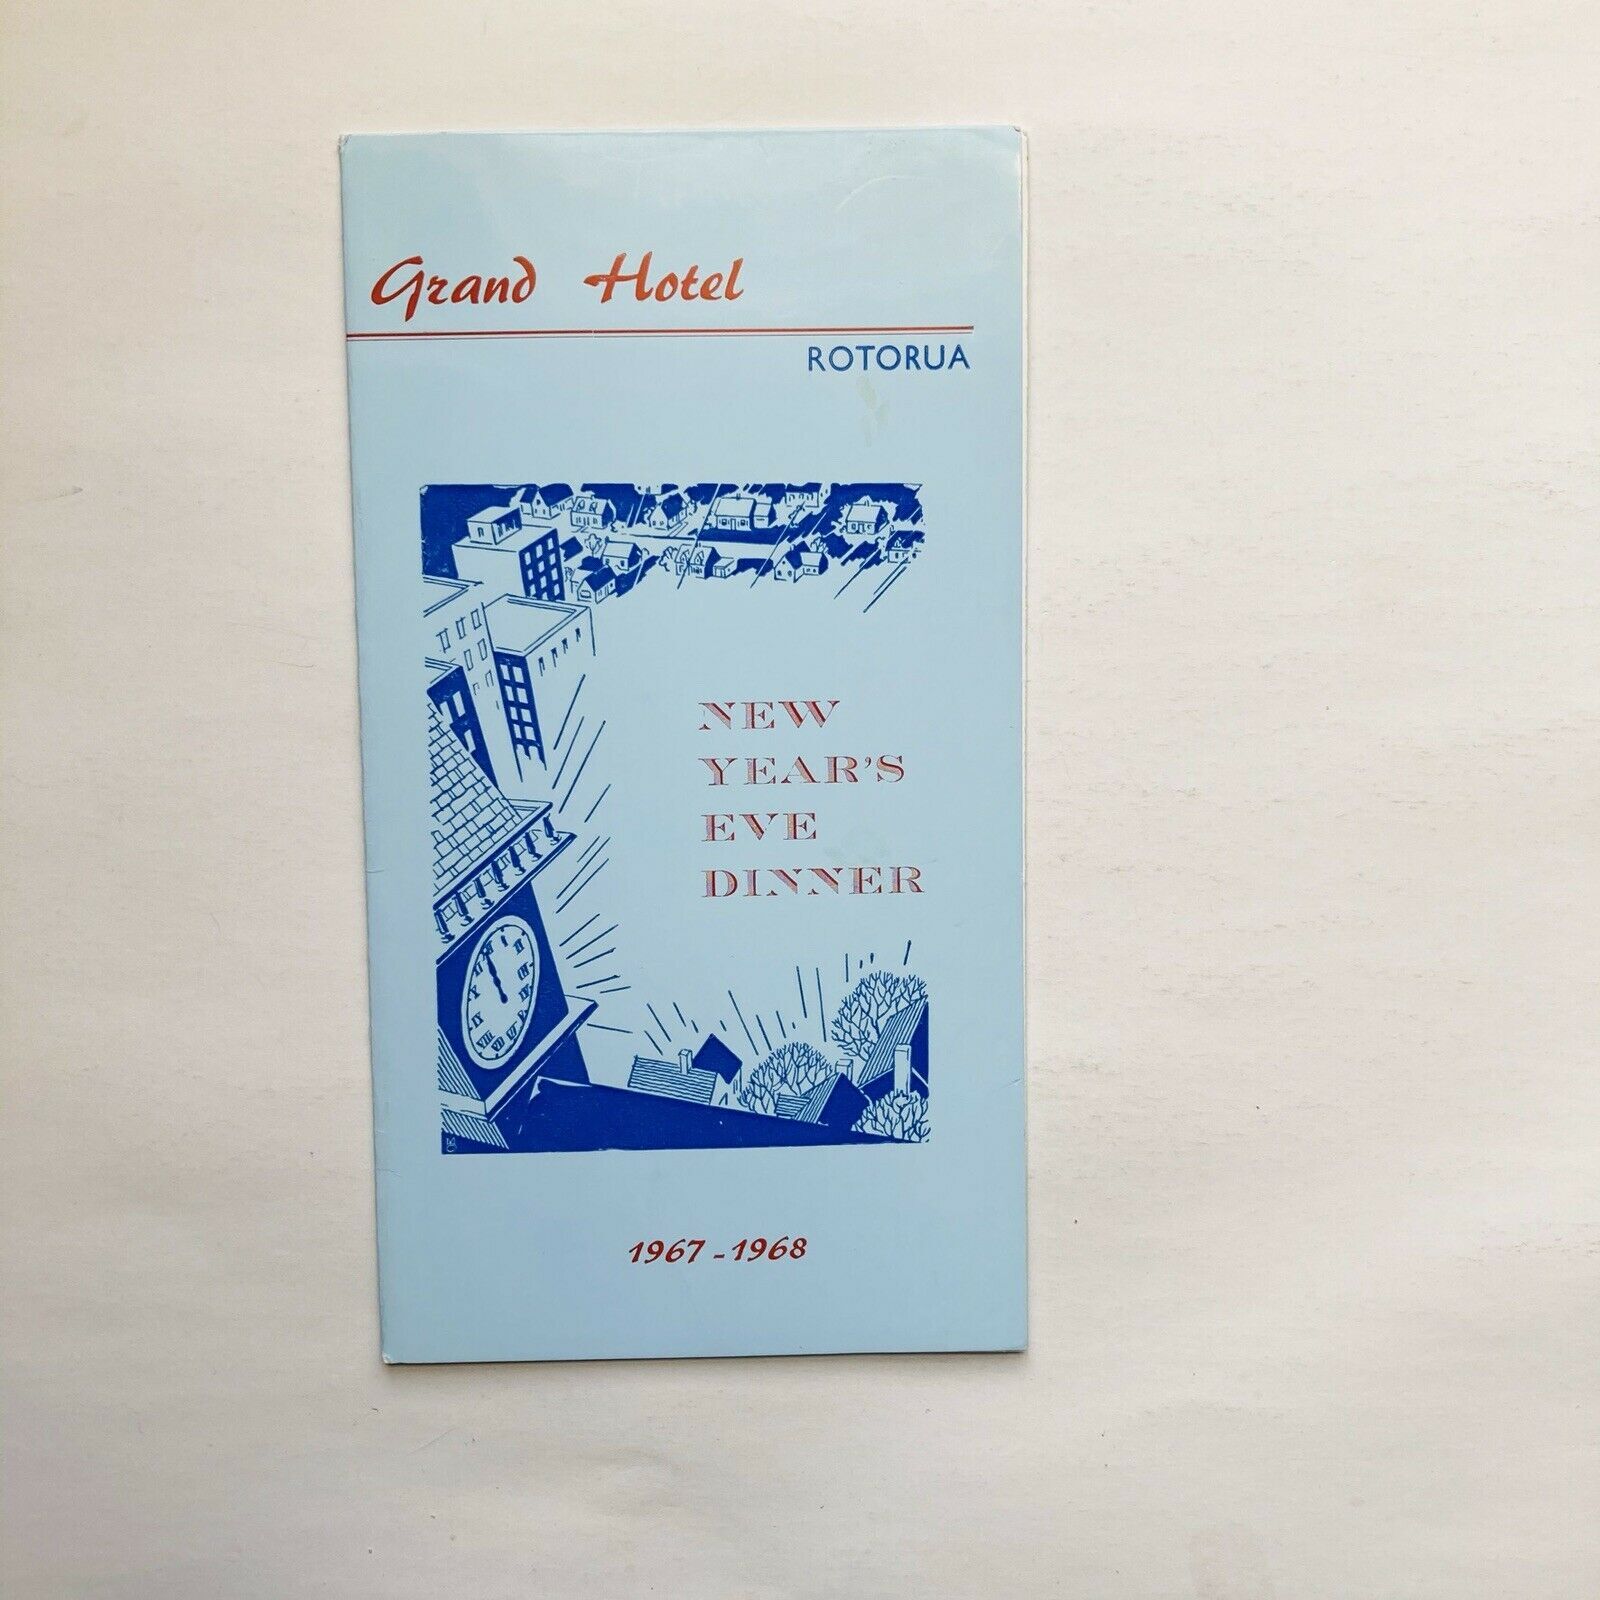 Grand Hotel
ROTORUA
NEW
YEAR'S
EVE
DINNER
1967-1968